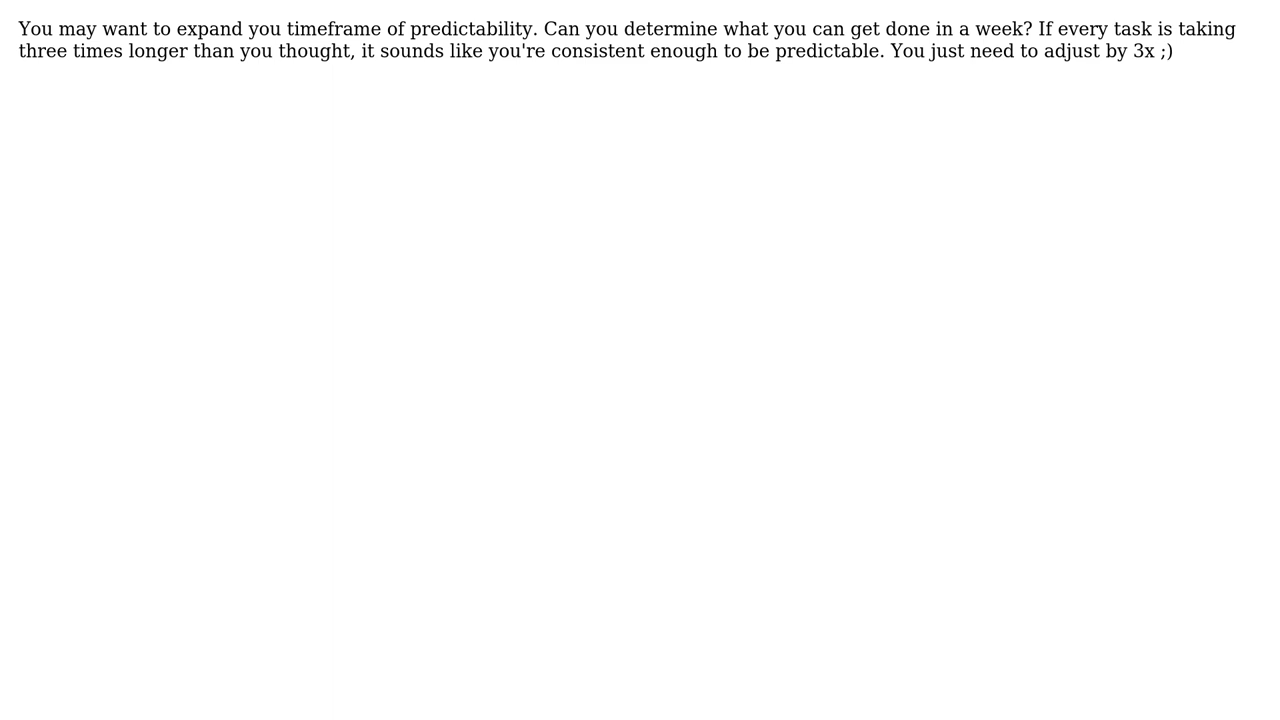 You may want to expand you timeframe of predictability. Can you determine what you can get done in a week? If every task is taking
three times longer than you thought, it sounds like you're consistent enough to be predictable. You just need to adjust by 3x ;)